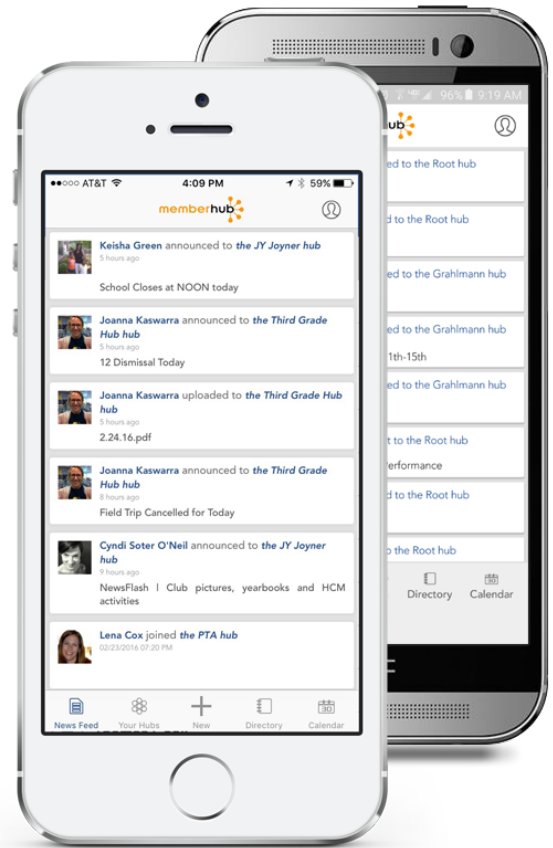 ●●○○○ AT&T 4:09 PM 59%
memberhub
Keisha Green announced to the JY Joyner hub
5 hours ago
School Closes at NOON today
Joanna Kaswarra announced to the Third Grade
Hub hub
5 hours ago
12 Dismissal Today
Joanna Kaswarra uploaded to the Third Grade Hub
hub
5 hours ago
2.24.16.pdf
Joanna Kaswarra announced to the Third Grade
Hub hub
8 hours ago
Field Trip Cancelled for Today
Cyndi Soter O'Neil announced to the JY Joyner
hub
9 hours ago
NewsFlash | Club pictures, yearbooks and HCM
activities
Lena Cox joined the PTA hub
02/23/2016 07:20 PM
News Feed Your Hubs New Directory Calendar
96% 9:19 AM
hub
ed to the Root hub
d to the Root hub
ed to the Grahlmann hub
ed to the Grahlmann hub
1th-15th
ed to the Grahlmann hub
t to the Root hub
erformance
d to the Root hub
the Root hub
Directory Calendar